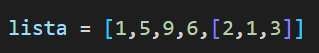 lista = [1,5,9,6,[2,1,3]]